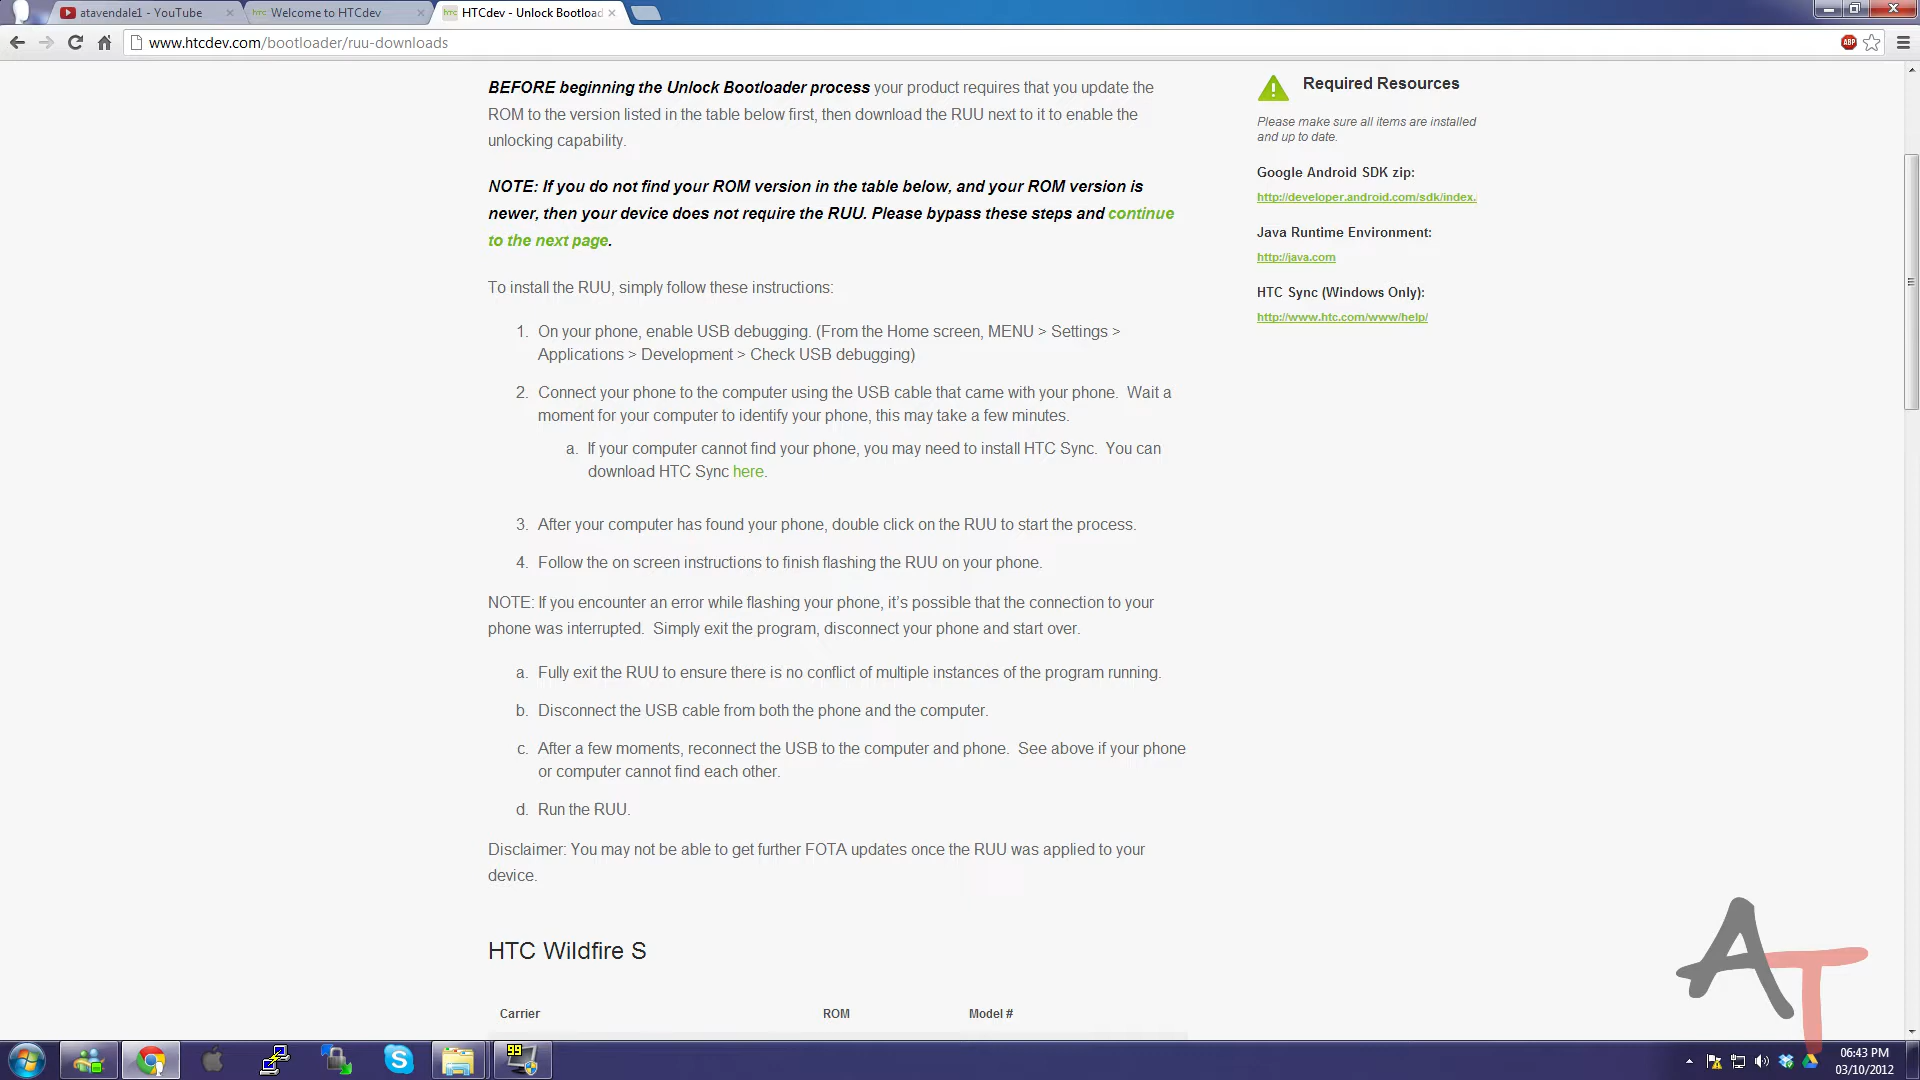 atavendale1 - YouTube
Welcome to HTCdev
HTCdev - Unlock Bootload
www.htcdev.com/bootloader/ruu-downloads
ABP
BEFORE beginning the Unlock Bootloader process your product requires that you update the
ROM to the version listed in the table below first, then download the RUU next to it to enable the
unlocking capability.
NOTE: If you do not find your ROM version in the table below, and your ROM version is
newer, then your device does not require the RUU. Please bypass these steps and continue
to the next page.
To install the RUU, simply follow these instructions:
1. On your phone, enable USB debugging. (From the Home screen, MENU > Settings >
Applications > Development > Check USB debugging)
2. Connect your phone to the computer using the USB cable that came with your phone. Wait a
moment for your computer to identify your phone, this may take a few minutes.
a. If your computer cannot find your phone, you may need to install HTC Sync. You can
download HTC Sync here.
3. After your computer has found your phone, double click on the RUU to start the process.
4. Follow the on screen instructions to finish flashing the RUU on your phone.
NOTE: If you encounter an error while flashing your phone, it's possible that the connection to your
phone was interrupted. Simply exit the program, disconnect your phone and start over.
a. Fully exit the RUU to ensure there is no conflict of multiple instances of the program running.
b. Disconnect the USB cable from both the phone and the computer.
c. After a few moments, reconnect the USB to the computer and phone. See above if your phone
or computer cannot find each other.
d. Run the RUU.
Disclaimer: You may not be able to get further FOTA updates once the RUU was applied to your
device.
HTC Wildfire S
Carrier ROM Model #
Required Resources
Please make sure all items are installed
and up to date.
Google Android SDK zip:
http://developer.android.com/sdk/index.
Java Runtime Environment:
http://java.com
HTC Sync (Windows Only):
http://www.htc.com/www/help/
AT
99
06:43 PM
03/10/2012